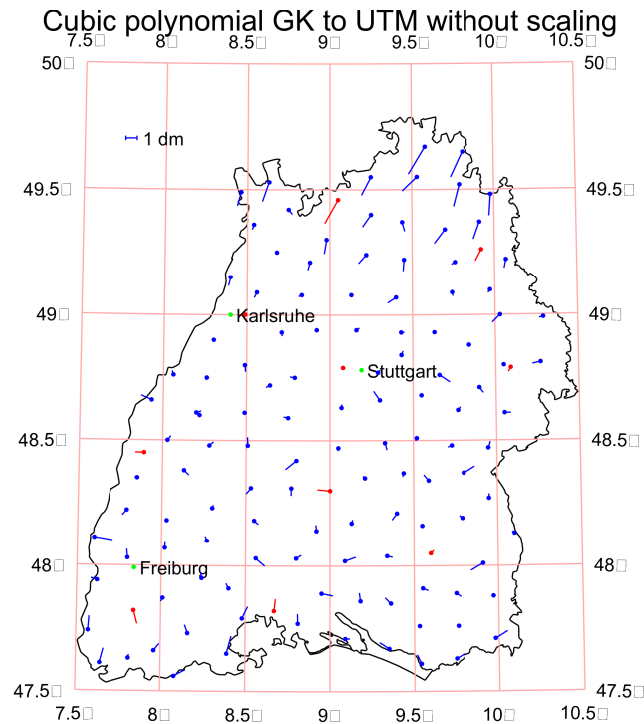 Cubic polynomial GK to UTM without scaling
7.5□ 8□ 8.5□ 9□ 9.5□ 10□ 10.5□
50□ 50□
1 dm
49.5□ 49.5□
49□ Karlsruhe 49□
Stuttgart
48.5□ 48.5□
48□ Freiburg 48□
47.5□ 47.5□
7.5□ 8□ 8.5□ 9□ 9.5□ 10□ 10.5□